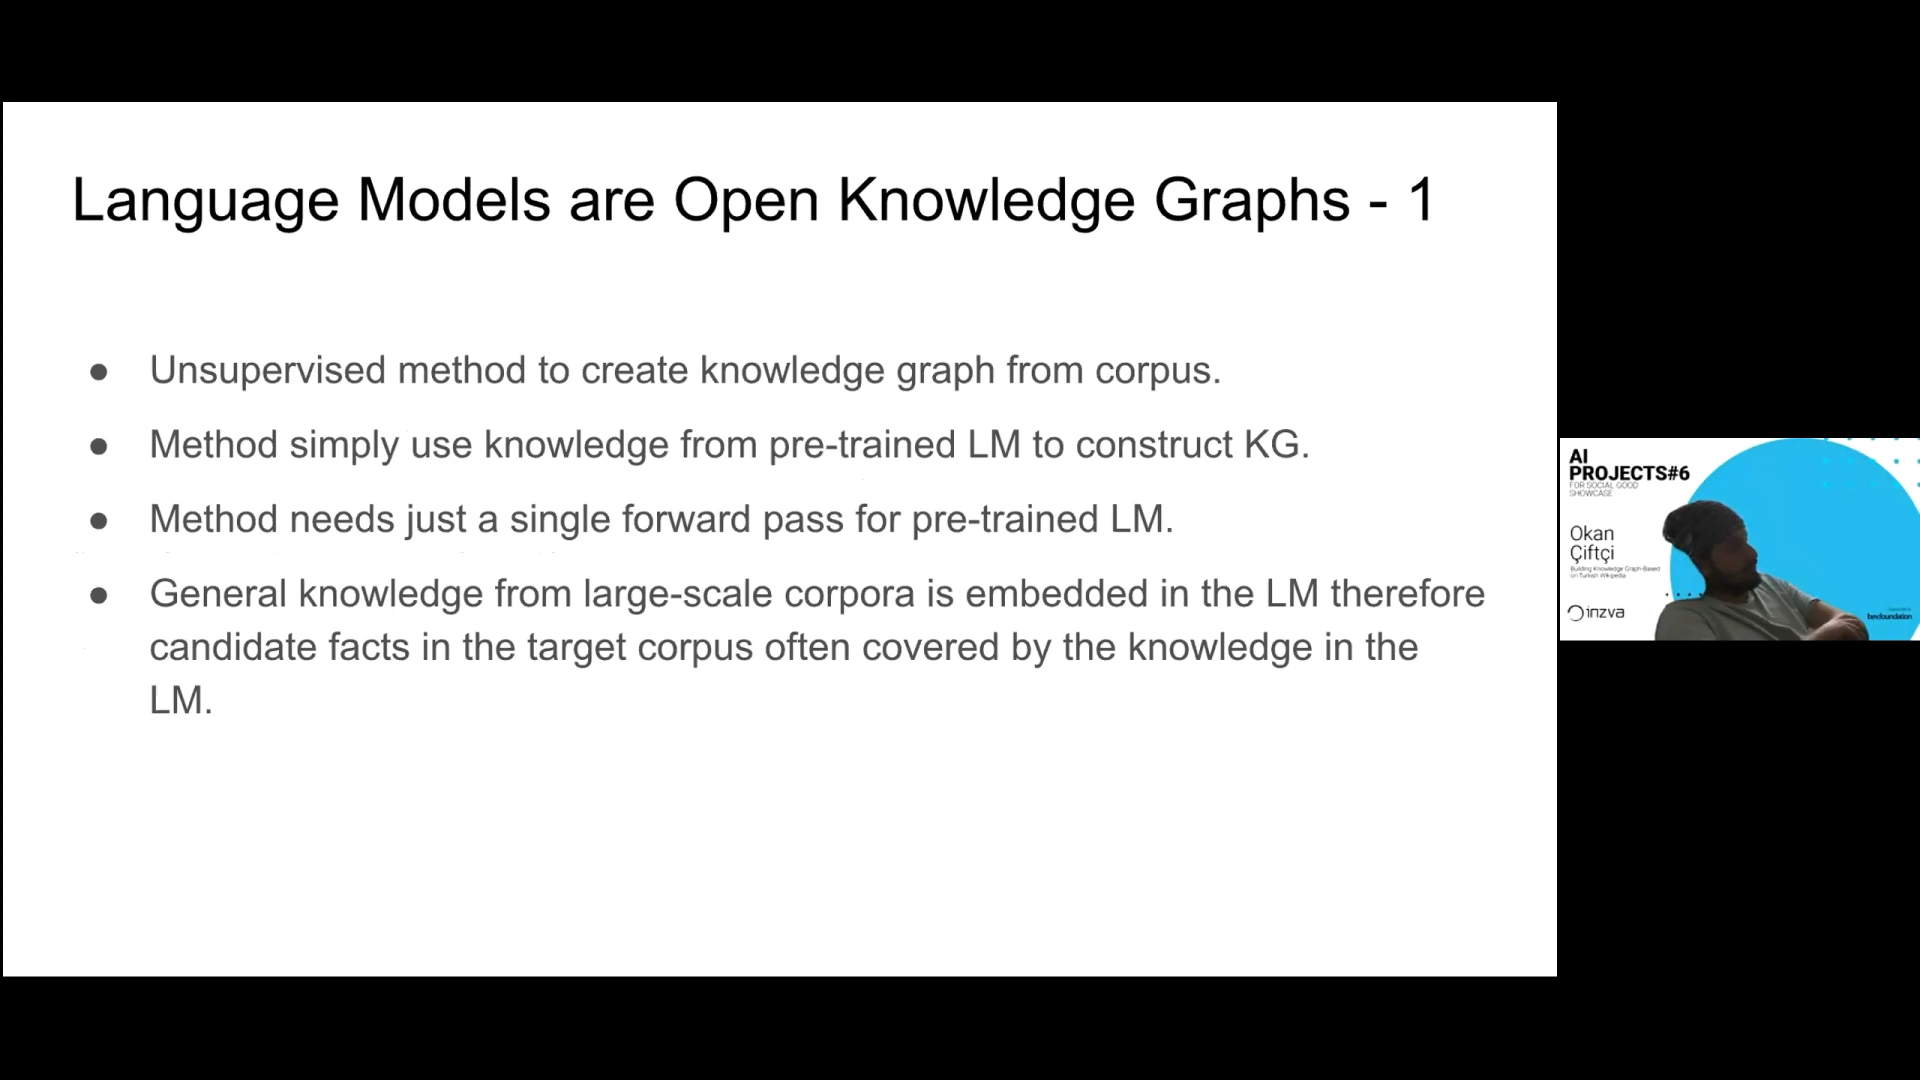 Language Models are Open Knowledge Graphs - 1
● Unsupervised method to create knowledge graph from corpus.
● Method simply use knowledge from pre-trained LM to construct KG.
● Method needs just a single forward pass for pre-trained LM.
● General knowledge from large-scale corpora is embedded in the LM therefore
candidate facts in the target corpus often covered by the knowledge in the
LM.
AI
PROJECTS#6
FOR SOCIAL GOOD
SHOWCASE
Okan
Çiftçi
Building Knowledge Graph-Based
on Turkish Wikipedia
inzva
bev.foundation